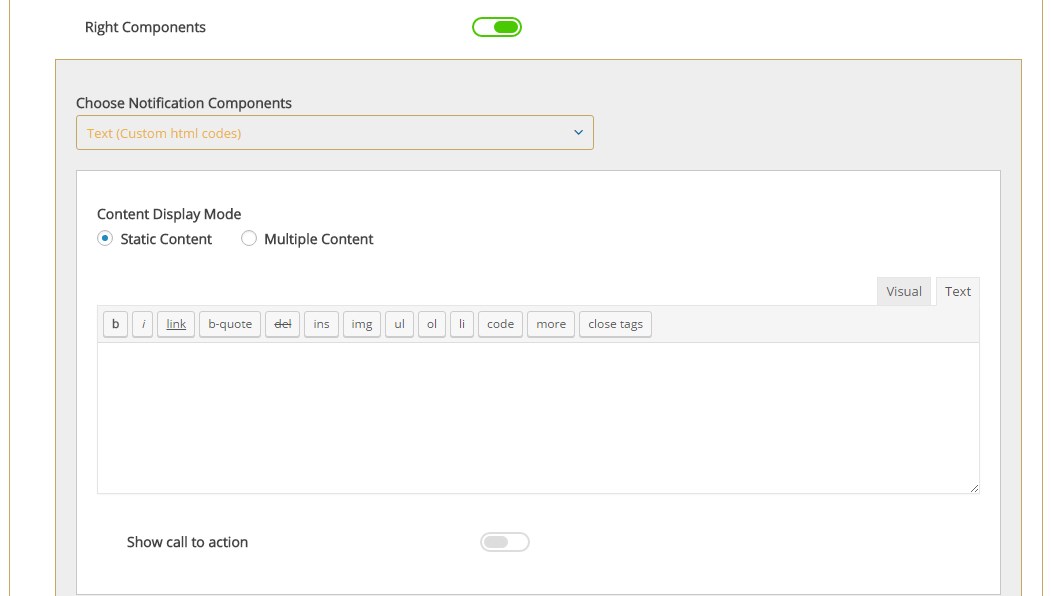 Right Components
Choose Notification Components
Text (Custom html codes)
Content Display Mode
Static Content Multiple Content
Visual Text
b i link b-quote del ins img ul ol li code more close tags
Show call to action